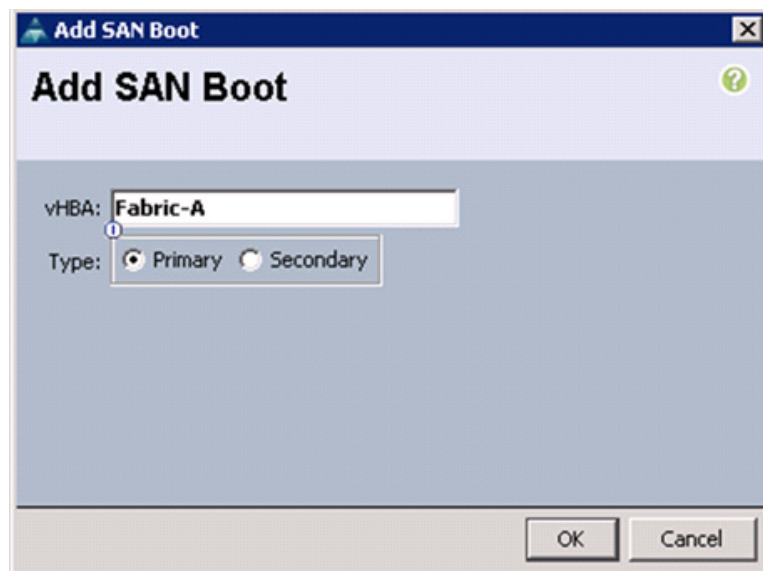 Add SAN Boot
Add SAN Boot
vHBA: Fabric-A
Type: Primary Secondary
OK Cancel